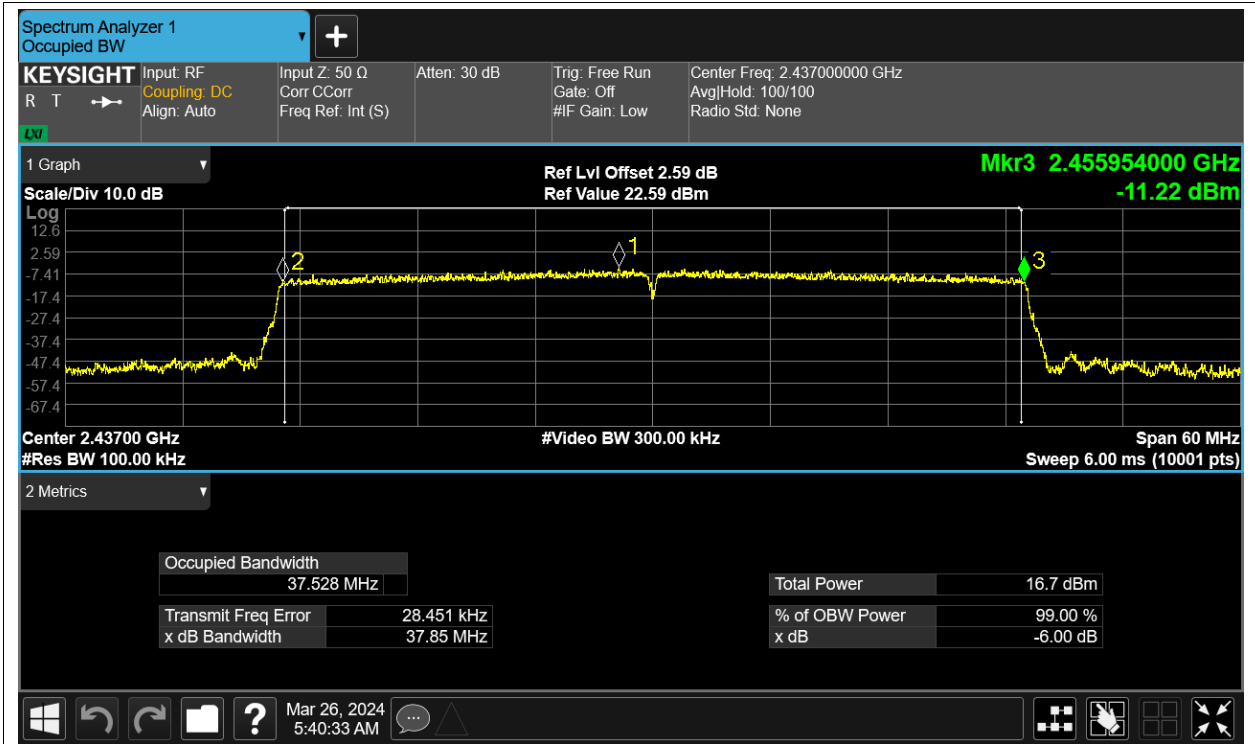 Spectrum Analyzer 1
Occupied BW
KEYSIGHT
R T
LXI
Input: RF
Coupling: DC
Align: Auto
Input Z: 50 Ω
Corr CCorr
Freq Ref: Int (S)
Atten: 30 dB
Trig: Free Run
Gate: Off
#IF Gain: Low
Center Freq: 2.437000000 GHz
Avg|Hold: 100/100
Radio Std: None
1 Graph
Scale/Div 10.0 dB
Ref Lvl Offset 2.59 dB
Ref Value 22.59 dBm
Mkr3 2.455954000 GHz
-11.22 dBm
Log
12.6
2.59
-7.41
-17.4
-27.4
-37.4
-47.4
-57.4
-67.4
2
1
3
Center 2.43700 GHz
#Res BW 100.00 kHz
#Video BW 300.00 kHz
Span 60 MHz
Sweep 6.00 ms (10001 pts)
2 Metrics
Occupied Bandwidth
37.528 MHz
Transmit Freq Error 28.451 kHz
x dB Bandwidth 37.85 MHz
Total Power 16.7 dBm
% of OBW Power 99.00 %
x dB -6.00 dB
?
Mar 26, 2024
5:40:33 AM